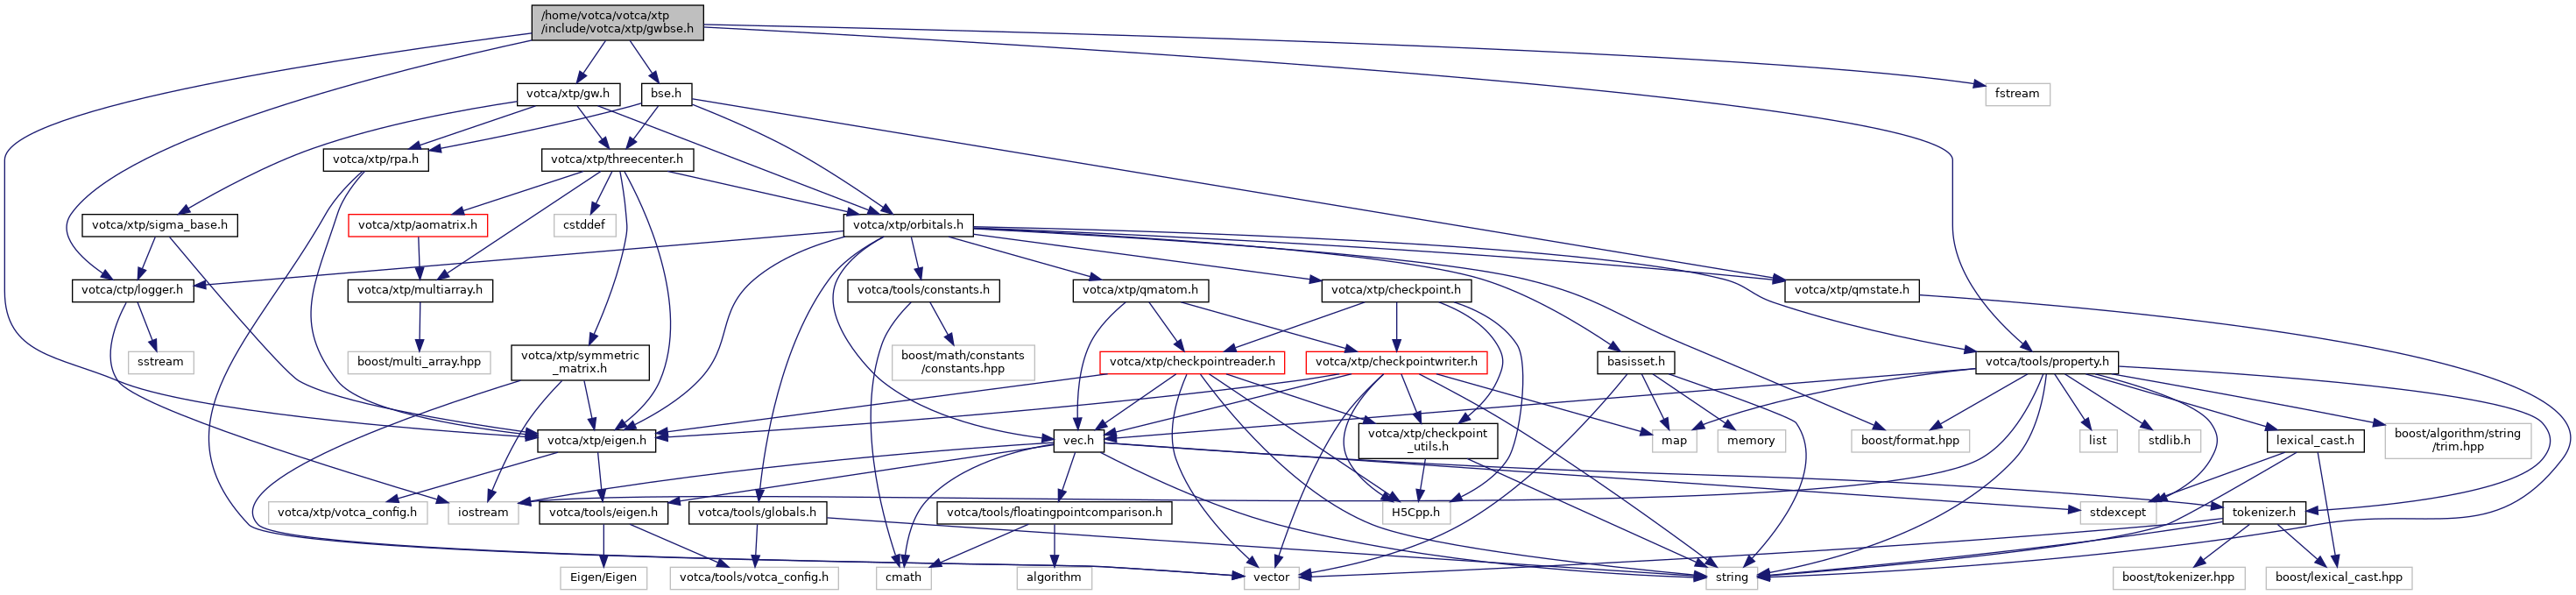 /home/votca/votca/xtp
/include/votca/xtp/gwbse.h
votca/xtp/gw.h
bse.h
fstream
votca/xtp/rpa.h
votca/xtp/threecenter.h
votca/xtp/sigma_base.h
votca/xtp/aomatrix.h
cstddef
votca/xtp/orbitals.h
votca/ctp/logger.h
votca/xtp/multiarray.h
votca/tools/constants.h
votca/xtp/qmatom.h
votca/xtp/checkpoint.h
votca/xtp/qmstate.h
sstream
boost/multi_array.hpp
votca/xtp/symmetric
_matrix.h
boost/math/constants
/constants.hpp
votca/xtp/checkpointreader.h
votca/xtp/checkpointwriter.h
basisset.h
votca/tools/property.h
votca/xtp/eigen.h
vec.h
votca/xtp/checkpoint
_utils.h
map
memory
boost/format.hpp
list
stdlib.h
lexical_cast.h
boost/algorithm/string
/trim.hpp
votca/xtp/votca_config.h
iostream
votca/tools/eigen.h
votca/tools/globals.h
votca/tools/floatingpointcomparison.h
H5Cpp.h
stdexcept
tokenizer.h
Eigen/Eigen
votca/tools/votca_config.h
cmath
algorithm
vector
string
boost/tokenizer.hpp
boost/lexical_cast.hpp